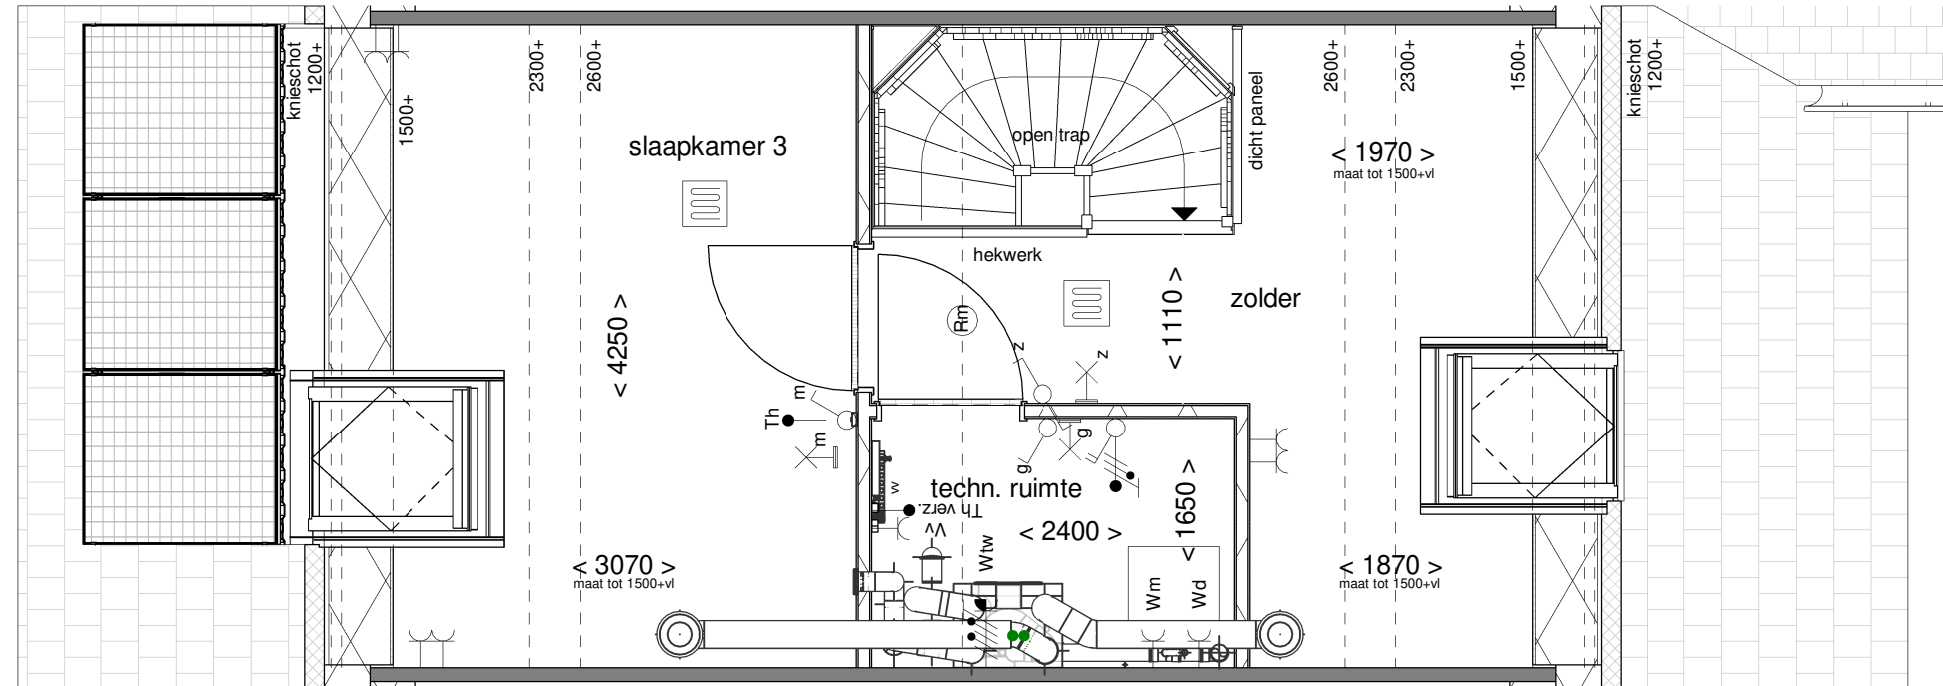 knieschot
1200+
1500+
2300+
2600+
slaapkamer 3
open trap
dicht paneel
2600+
2300+
1500+
knieschot
1200+
< 1970 >
maat tot 1500+vl
hekwerk
< 4250 >
Rm
< 1110 >
zolder
z
z
m
Th
m
g
g
w
techn. ruimte
Th verz.
Vv
Wtw
< 2400 >
< 1650 >
< 3070 >
maat tot 1500+vl
Wm
Wd
< 1870 >
maat tot 1500+vl